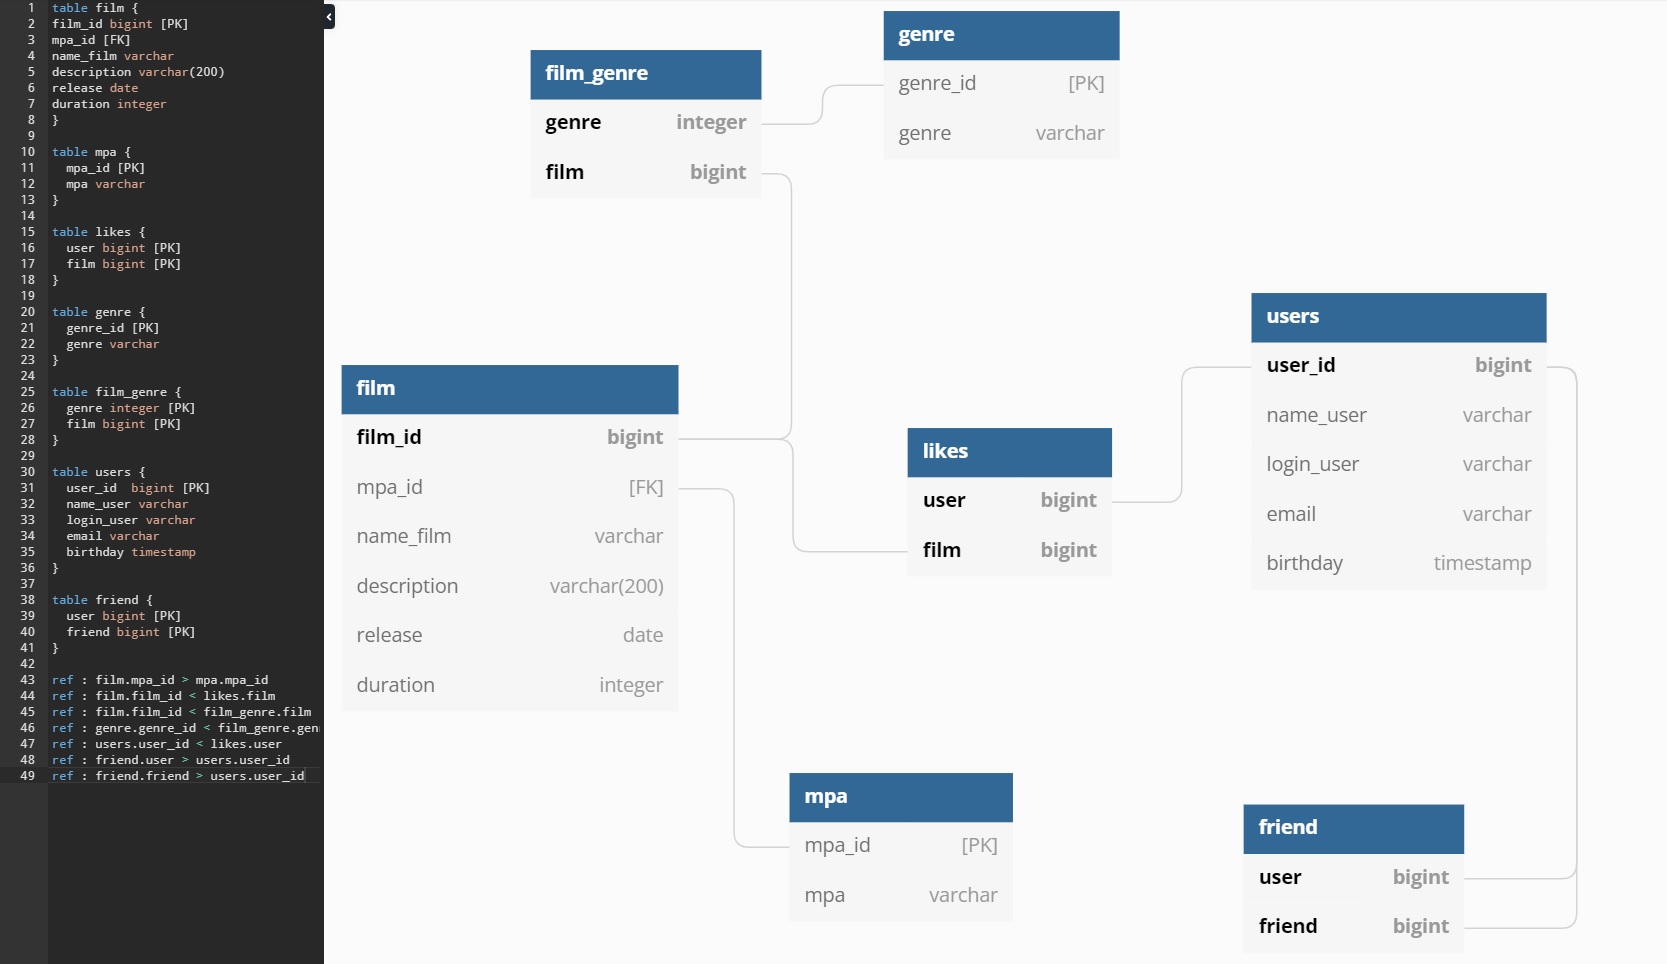 1 table film {
2 film_id bigint [PK]
3 mpa_id [FK]
4 name_film varchar
5 description varchar(200)
6 release date
7 duration integer
8 }
9
10 table mpa {
11 mpa_id [PK]
12 mpa varchar
13 }
14
15 table likes {
16 user bigint [PK]
17 film bigint [PK]
18 }
19
20 table genre {
21 genre_id [PK]
22 genre varchar
23 }
24
25 table film_genre {
26 genre integer [PK]
27 film bigint [PK]
28 }
29
30 table users {
31 user_id  bigint [PK]
32 name_user varchar
33 login_user varchar
34 email varchar
35 birthday timestamp
36 }
37
38 table friend {
39 user bigint [PK]
40 friend bigint [PK]
41 }
42
43 ref : film.mpa_id > mpa.mpa_id
44 ref : film.film_id < likes.film
45 ref : film.film_id < film_genre.film
46 ref : genre.genre_id < film_genre.gen
47 ref : users.user_id < likes.user
48 ref : friend.user > users.user_id
49 ref : friend.friend > users.user_id
film_genre
genre integer
film bigint
genre
genre_id [PK]
genre varchar
film
film_id bigint
mpa_id [FK]
name_film varchar
description varchar(200)
release date
duration integer
likes
user bigint
film bigint
users
user_id bigint
name_user varchar
login_user varchar
email varchar
birthday timestamp
mpa
mpa_id [PK]
mpa varchar
friend
user bigint
friend bigint